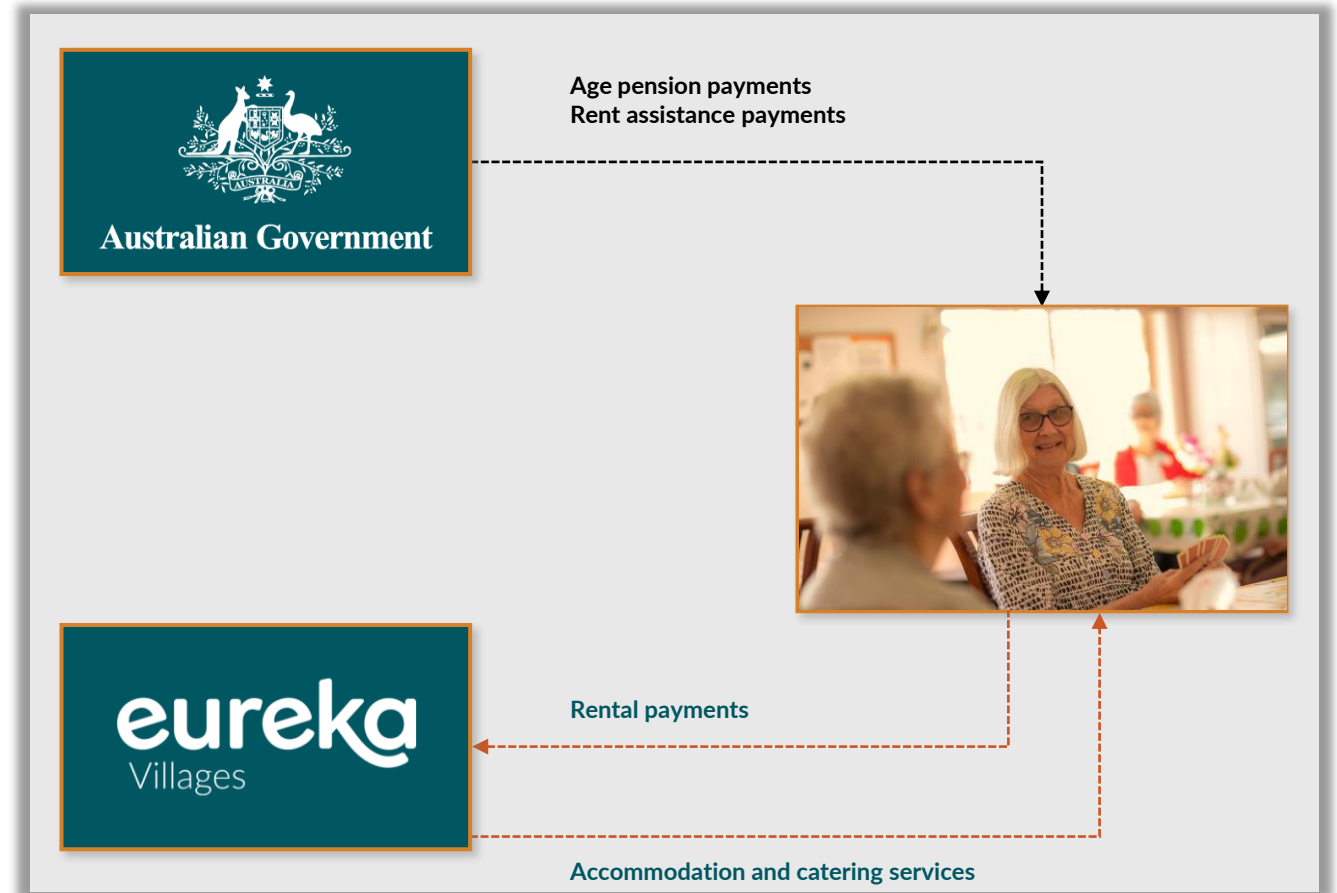 Age pension payments
Rent assistance payments
AUSTRALIA
Australian Government
eureka
Villages
Rental payments
Accommodation and catering services